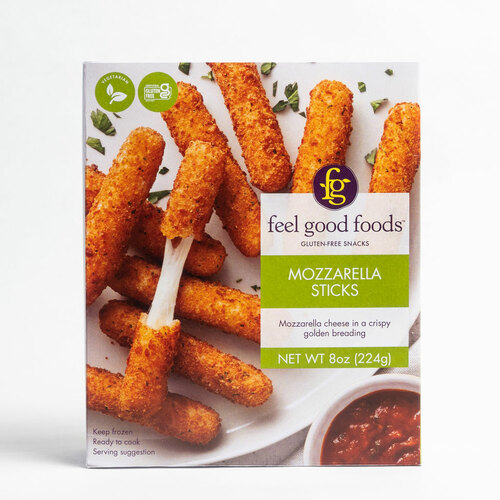 VEGETARIAN
GLUTEN
FREE
fg
feel good foods™
GLUTEN-FREE SNACKS
MOZZARELLA
STICKS
Mozzarella cheese in a crispy
golden breading
NET WT 8oz (224g)
Keep frozen
Ready to cook
Serving suggestion